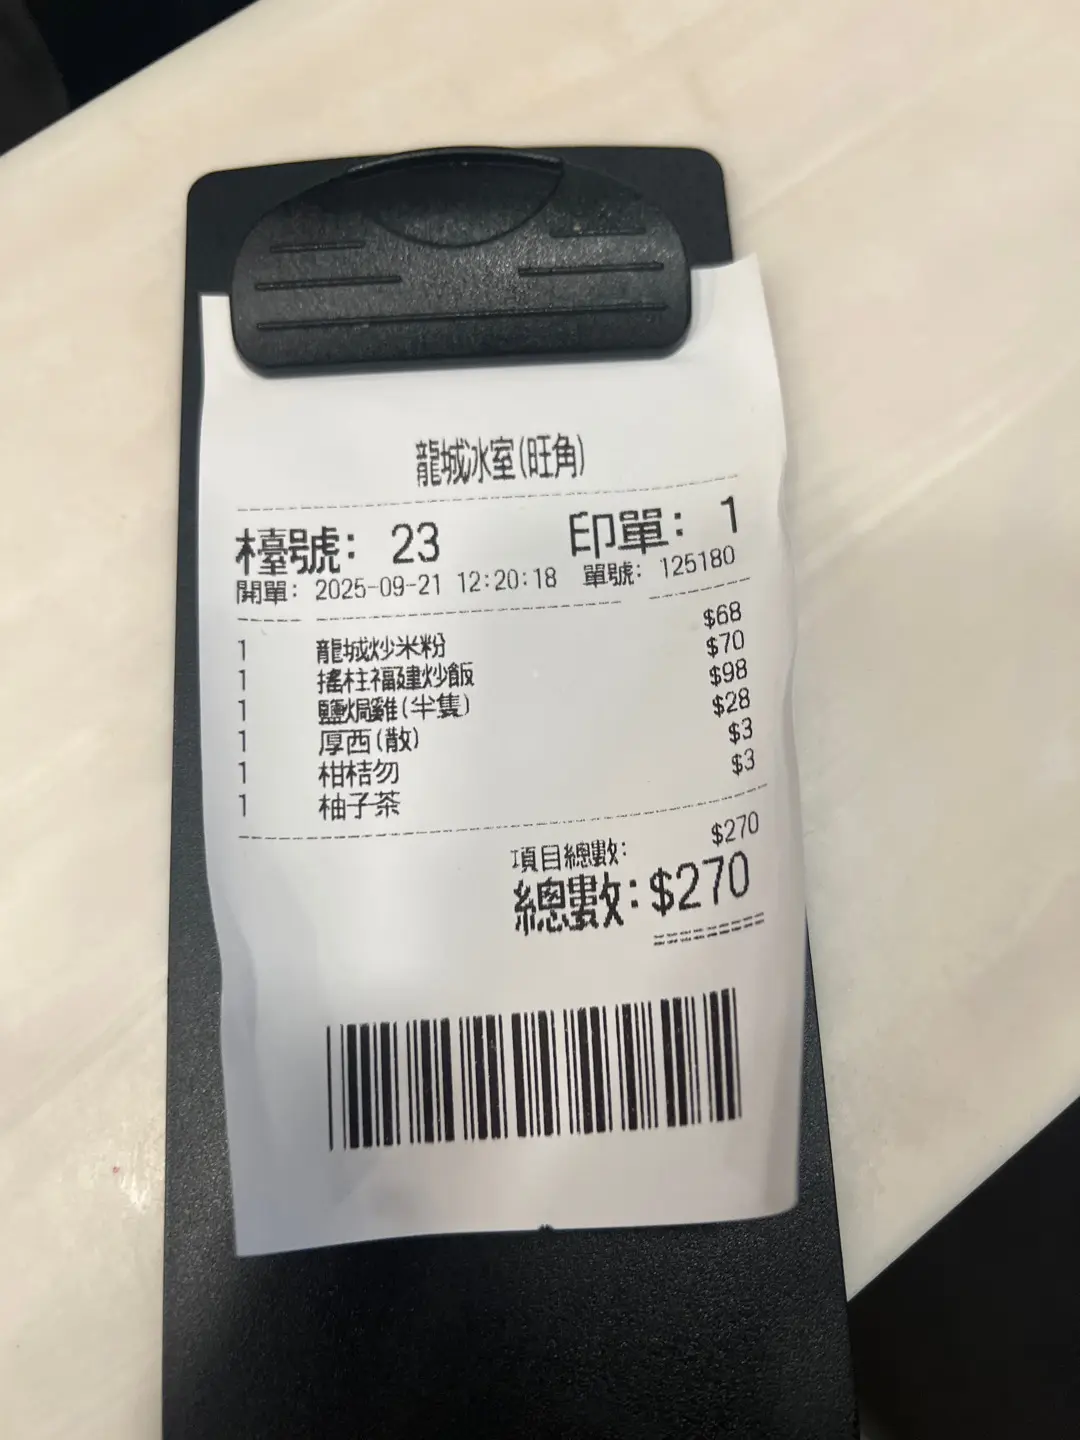 龍城冰室(旺角)
檯號: 23 印單: 1
開單: 2025-09-21 12:20:18 單號: 125180
1 龍城炒米粉 $68
1 搖柱福建炒飯 $70
1 鹽焗雞(半隻) $98
1 厚西(散) $28
1 柑桔勿 $3
1 柚子茶 $3
項目總數: $270
總數: $270